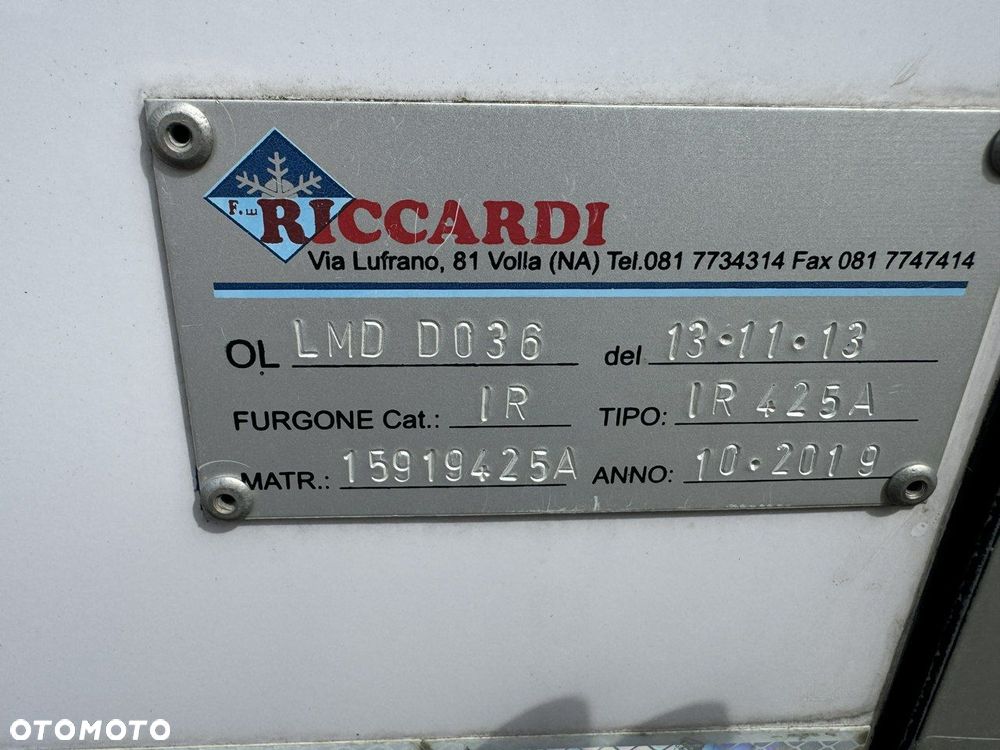 F.lli RICCARDI
Via Lufrano, 81 Volla (NA) Tel.081 7734314 Fax 081 7747414
OL LMD D036 del 13·11·13
FURGONE Cat.: IR TIPO: IR 425A
MATR.: 15919425A ANNO: 10·2019
OTOMOTO